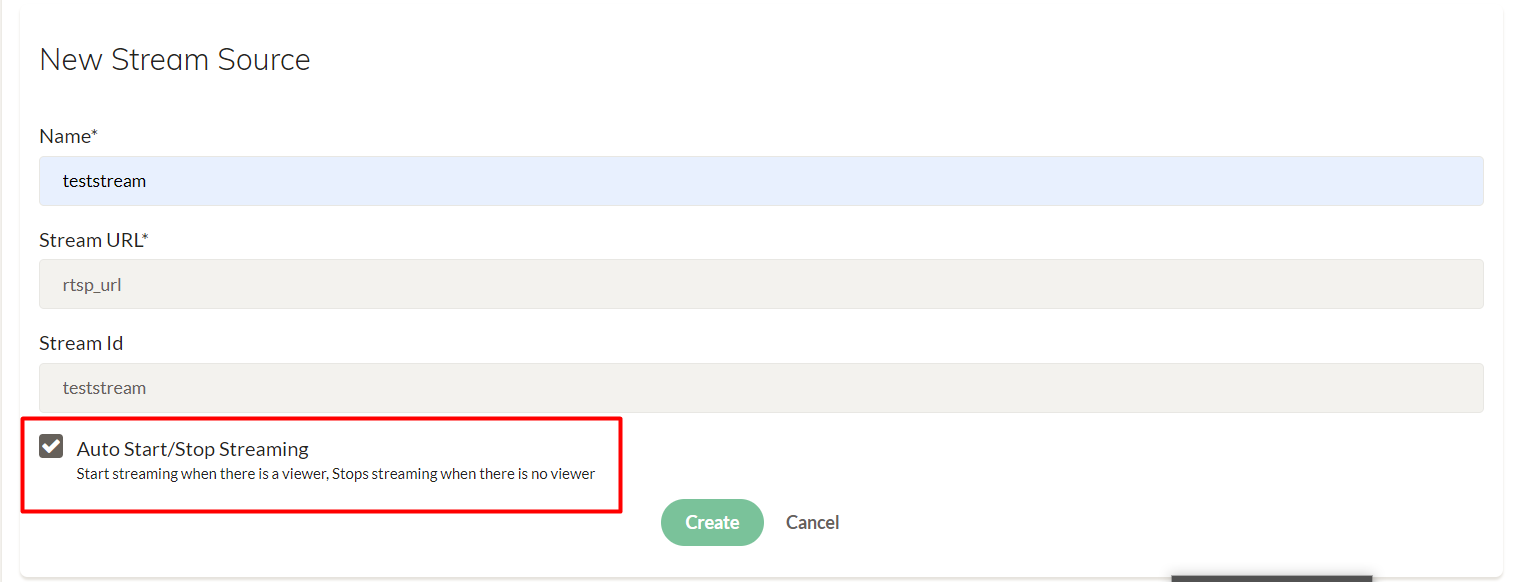 New Stream Source
Name*
teststream
Stream URL*
rtsp_url
Stream Id
teststream
Auto Start/Stop Streaming
Start streaming when there is a viewer, Stops streaming when there is no viewer
Create Cancel